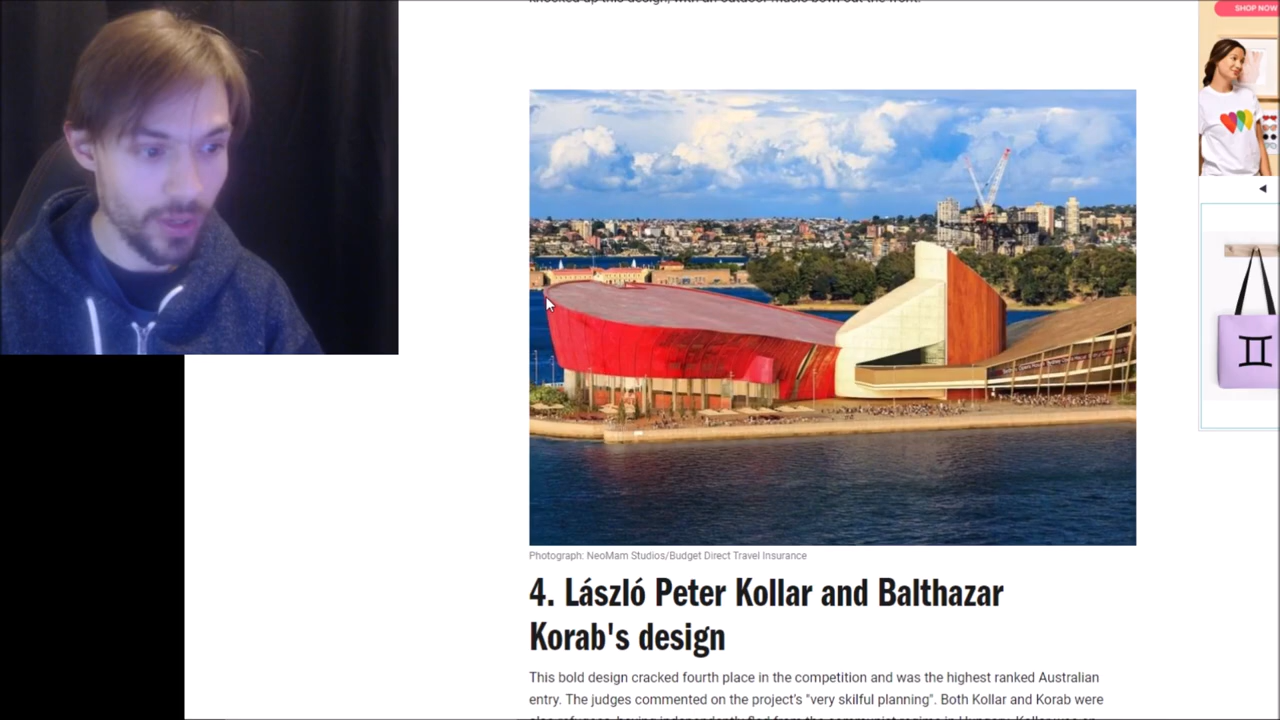 SHOP NOW
Photograph: NeoMam Studios/Budget Direct Travel Insurance
4. László Peter Kollar and Balthazar
Korab's design
This bold design cracked fourth place in the competition and was the highest ranked Australian
entry. The judges commented on the project's "very skilful planning". Both Kollar and Korab were